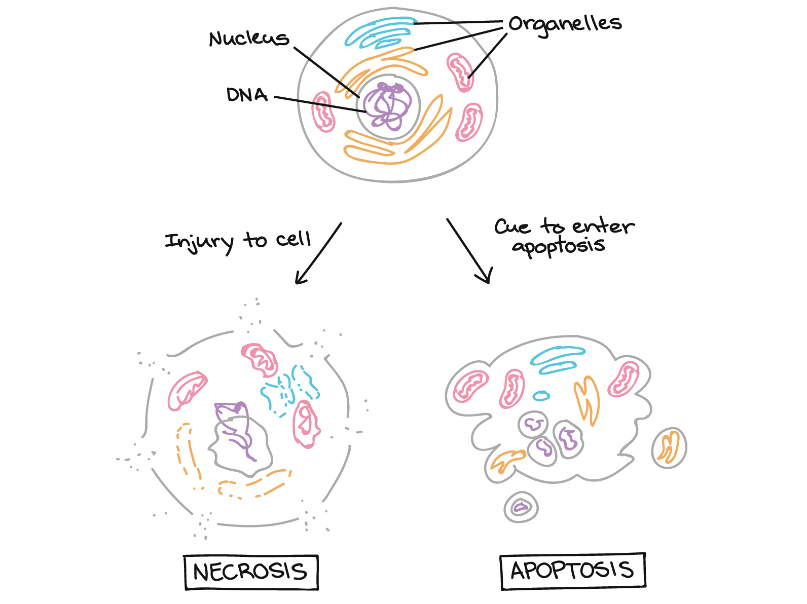 Organelles
Nucleus
DNA
Injury to cell
Cue to enter
apoptosis
NECROSIS
APOPTOSIS